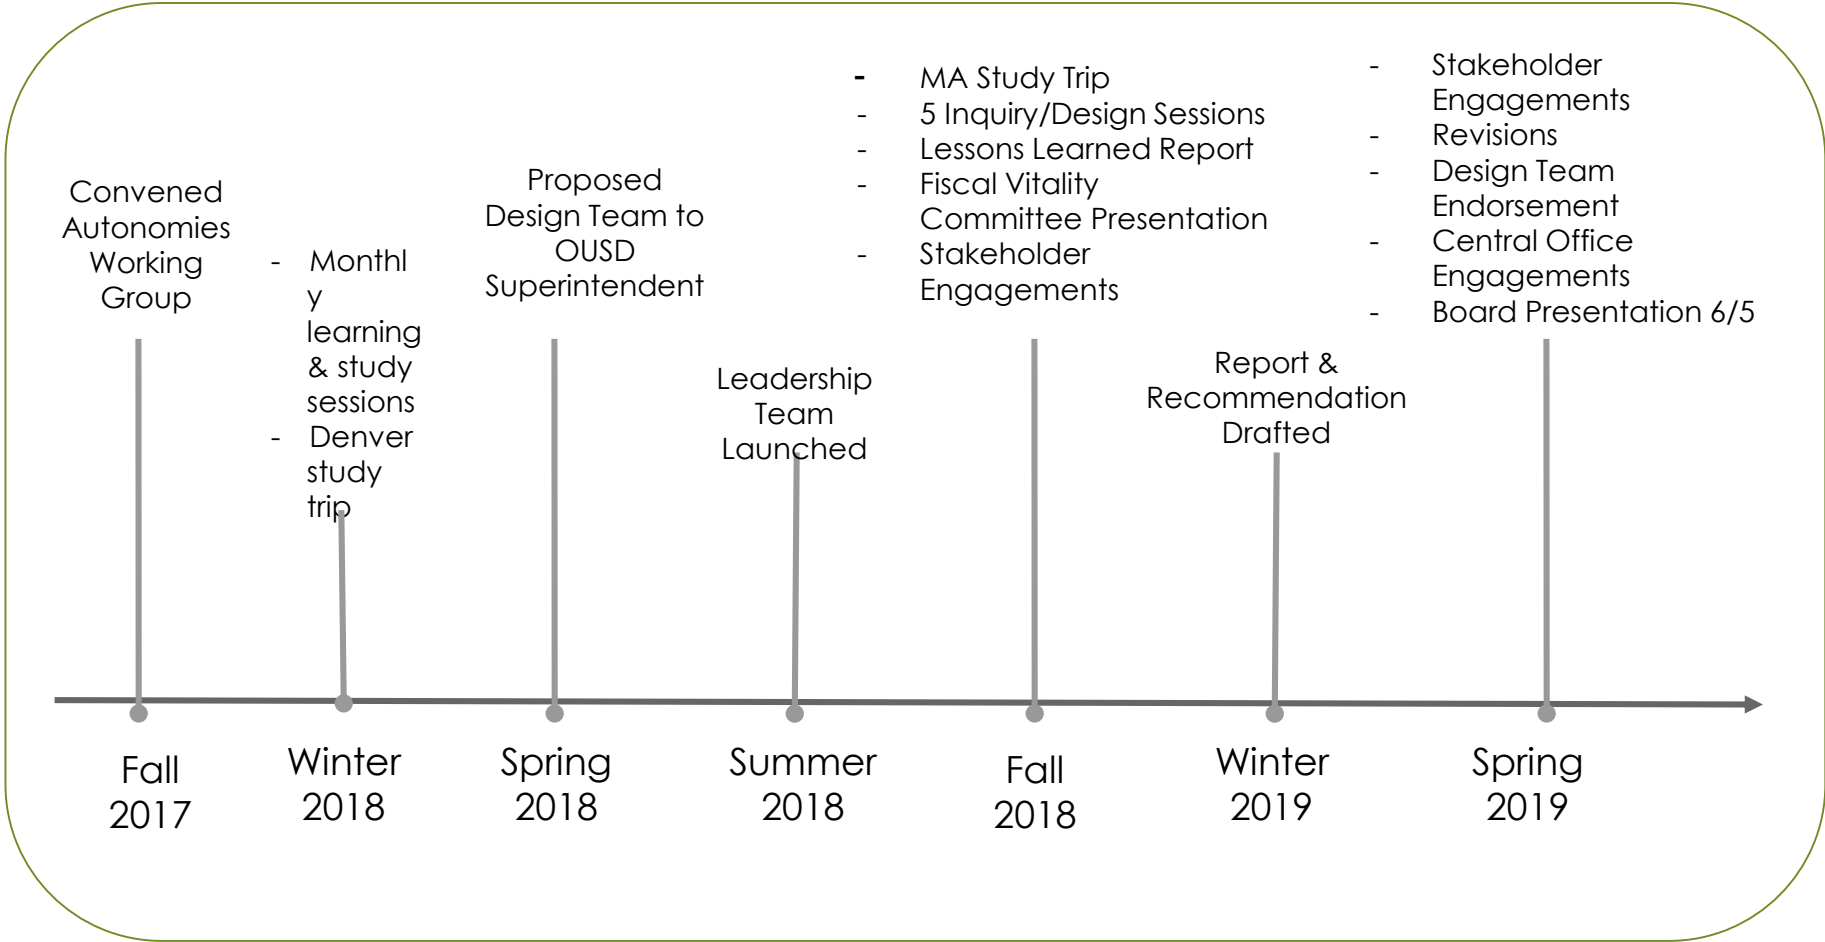 Convened
Autonomies
Working
Group
- Monthl
y
learning
& study
sessions
- Denver
study
trip
Proposed
Design Team to
OUSD
Superintendent
Leadership
Team
Launched
- MA Study Trip
- 5 Inquiry/Design Sessions
- Lessons Learned Report
- Fiscal Vitality
Committee Presentation
- Stakeholder
Engagements
Report &
Recommendation
Drafted
- Stakeholder
Engagements
- Revisions
- Design Team
Endorsement
- Central Office
Engagements
- Board Presentation 6/5
Fall
2017
Winter
2018
Spring
2018
Summer
2018
Fall
2018
Winter
2019
Spring
2019